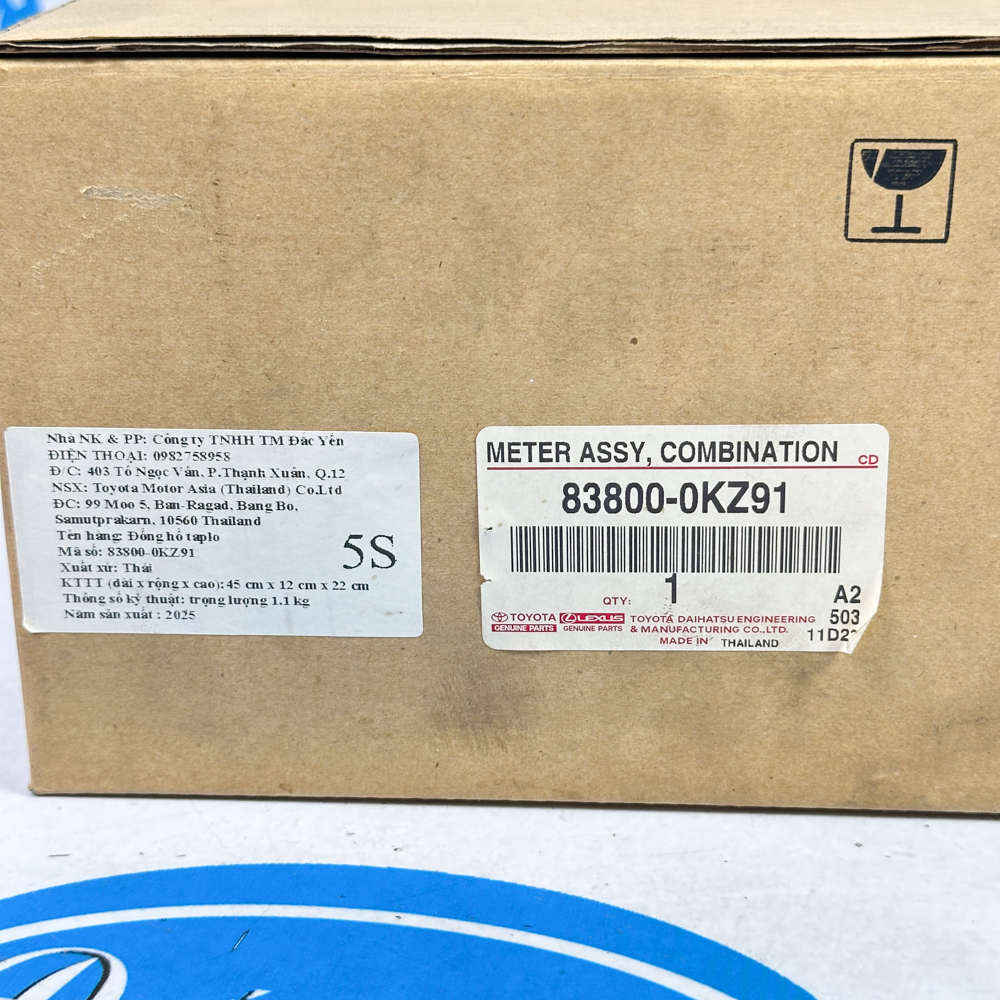 Nhà NK & PP: Công ty TNHH TM Đắc Yến
ĐIỆN THOẠI: 0982758958
Đ/C: 403 Tô Ngọc Vân, P.Thạnh Xuân, Q.12
NSX: Toyota Motor Asia (Thailand) Co.Ltd
ĐC: 99 Moo 5, Ban-Ragad, Bang Bo,
Samutprakarn, 10560 Thailand
Tên hàng: Đồng hồ taplo
Mã số: 83800-0KZ91
Xuất xứ: Thái
KTTT (dài x rộng x cao): 45 cm x 12 cm x 22 cm
Thông số kỹ thuật: trọng lượng 1.1 kg
Năm sản xuất : 2025
5S
METER ASSY, COMBINATION CD
83800-0KZ91
QTY: 1
A2
503
11D2
TOYOTA GENUINE PARTS
LEXUS GENUINE PARTS
TOYOTA DAIHATSU ENGINEERING
& MANUFACTURING CO.,LTD.
MADE IN THAILAND